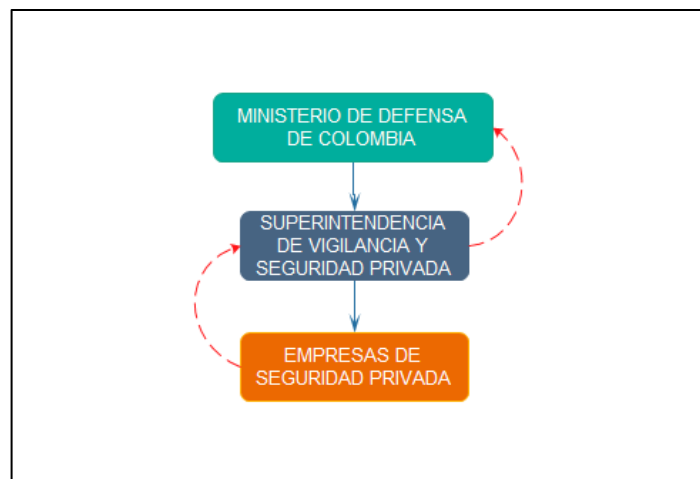 MINISTERIO DE DEFENSA
DE COLOMBIA
SUPERINTENDENCIA
DE VIGILANCIA Y
SEGURIDAD PRIVADA
EMPRESAS DE
SEGURIDAD PRIVADA